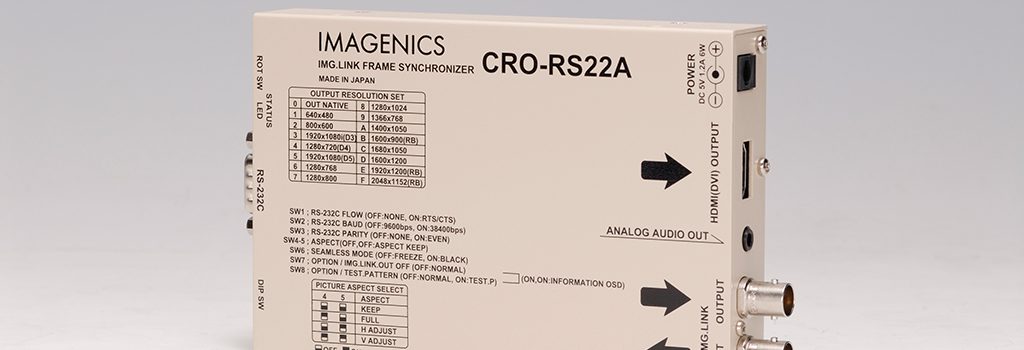 IMAGENICS
IMG.LINK FRAME SYNCHRONIZER CRO-RS22A
MADE IN JAPAN
ROT SW
STATUS LED
RS-232C
DIP SW
OUTPUT RESOLUTION SET
0 OUT NATIVE 8 1280x1024
1 640x480 9 1366x768
2 800x600 A 1400x1050
3 1920x1080i(D3) B 1600x900(RB)
4 1280x720(D4) C 1680x1050
5 1920x1080(D5) D 1600x1200
6 1280x768 E 1920x1200(RB)
7 1280x800 F 2048x1152(RB)
SW1 ; RS-232C FLOW (OFF:NONE, ON:RTS/CTS)
SW2 ; RS-232C BAUD (OFF:9600bps, ON:38400bps)
SW3 ; RS-232C PARITY (OFF:NONE, ON:EVEN)
SW4-5 ; ASPECT(OFF,OFF:ASPECT KEEP)
SW6 ; SEAMLESS MODE (OFF:FREEZE, ON:BLACK)
SW7 ; OPTION / IMG.LINK.OUT OFF (OFF:NORMAL)
SW8 ; OPTION / TEST.PATTERN (OFF:NORMAL, ON:TEST.P) (ON,ON:INFORMATION OSD)
PICTURE ASPECT SELECT
4 5 ASPECT
KEEP
FULL
H ADJUST
V ADJUST
OFF
POWER
DC 5V 1.2A 6W
HDMI(DVI) OUTPUT
ANALOG AUDIO OUT
OUTPUT
IMG.LINK